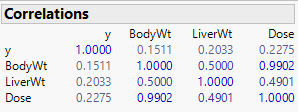 Correlations
y BodyWt LiverWt Dose
y 1.0000 0.1511 0.2033 0.2275
BodyWt 0.1511 1.0000 0.5000 0.9902
LiverWt 0.2033 0.5000 1.0000 0.4901
Dose 0.2275 0.9902 0.4901 1.0000